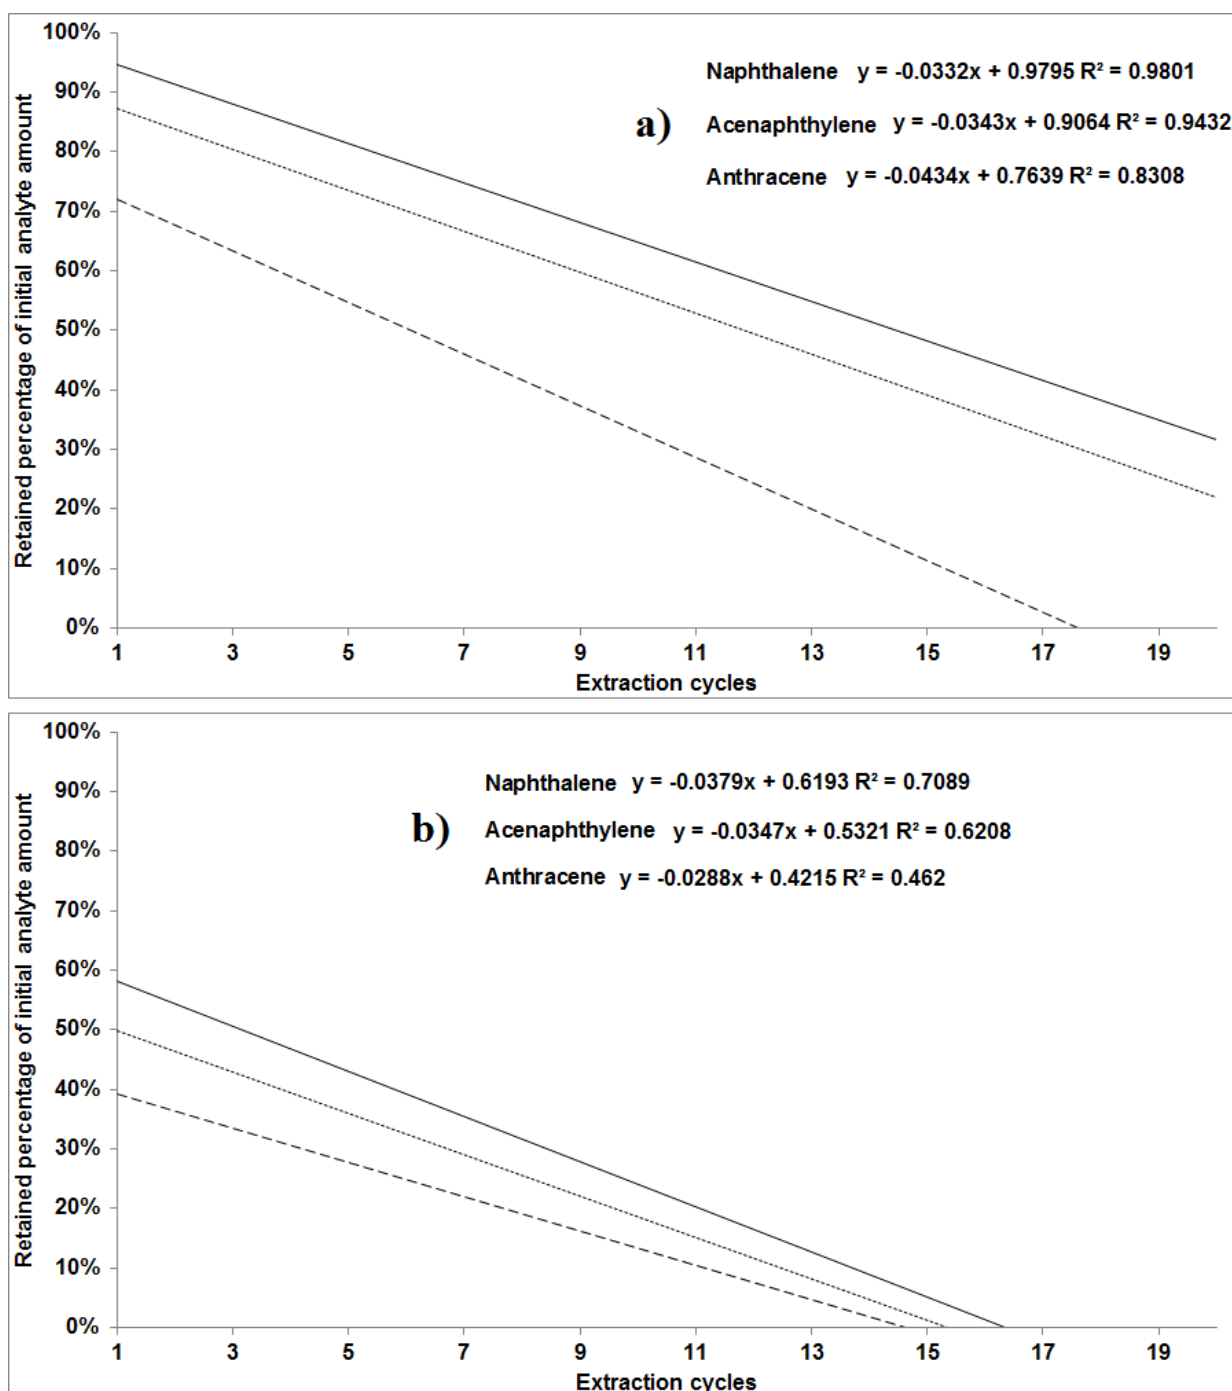 100%
90%
80%
70%
60%
50%
40%
30%
20%
10%
0%
Retained percentage of initial analyte amount
a)
Naphthalene y = -0.0332x + 0.9795 R² = 0.9801
Acenaphthylene y = -0.0343x + 0.9064 R² = 0.9432
Anthracene y = -0.0434x + 0.7639 R² = 0.8308
1 3 5 7 9 11 13 15 17 19
Extraction cycles
100%
90%
80%
70%
60%
50%
40%
30%
20%
10%
0%
Retained percentage of initial analyte amount
b)
Naphthalene y = -0.0379x + 0.6193 R² = 0.7089
Acenaphthylene y = -0.0347x + 0.5321 R² = 0.6208
Anthracene y = -0.0288x + 0.4215 R² = 0.462
1 3 5 7 9 11 13 15 17 19
Extraction cycles